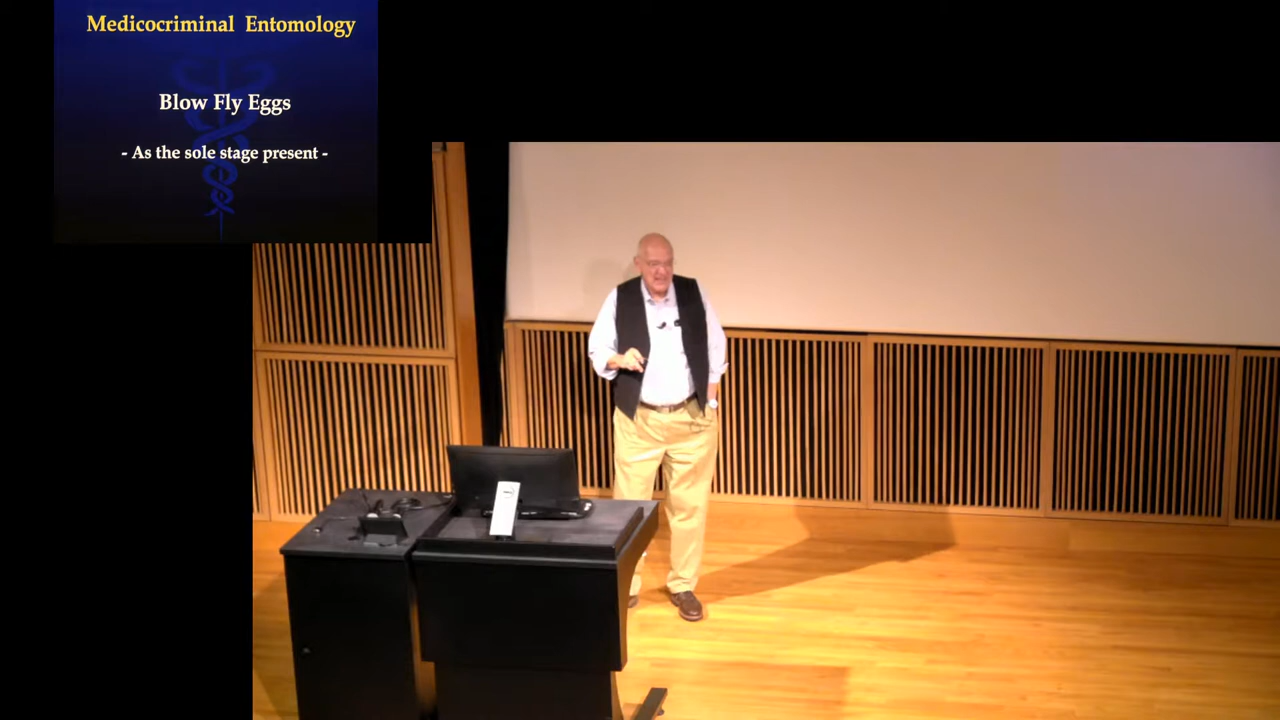 Medicocriminal Entomology
Blow Fly Eggs
- As the sole stage present -